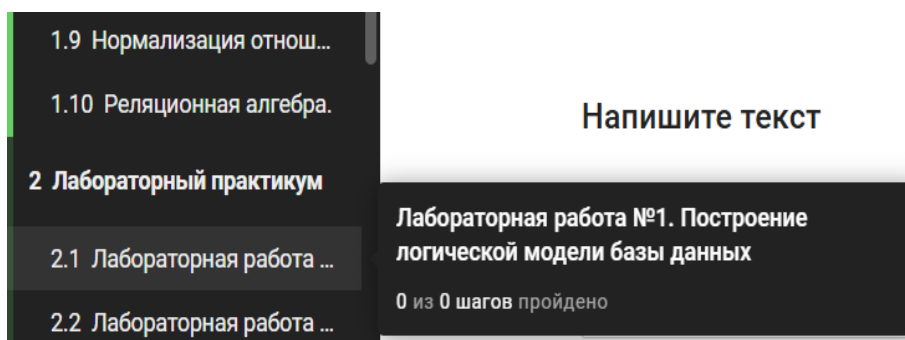 1.9 Нормализация отнош...
1.10 Реляционная алгебра.
2 Лабораторный практикум
2.1 Лабораторная работа ...
2.2 Лабораторная работа ...
Напишите текст
Лабораторная работа №1. Построение
логической модели базы данных
0 из 0 шагов пройдено